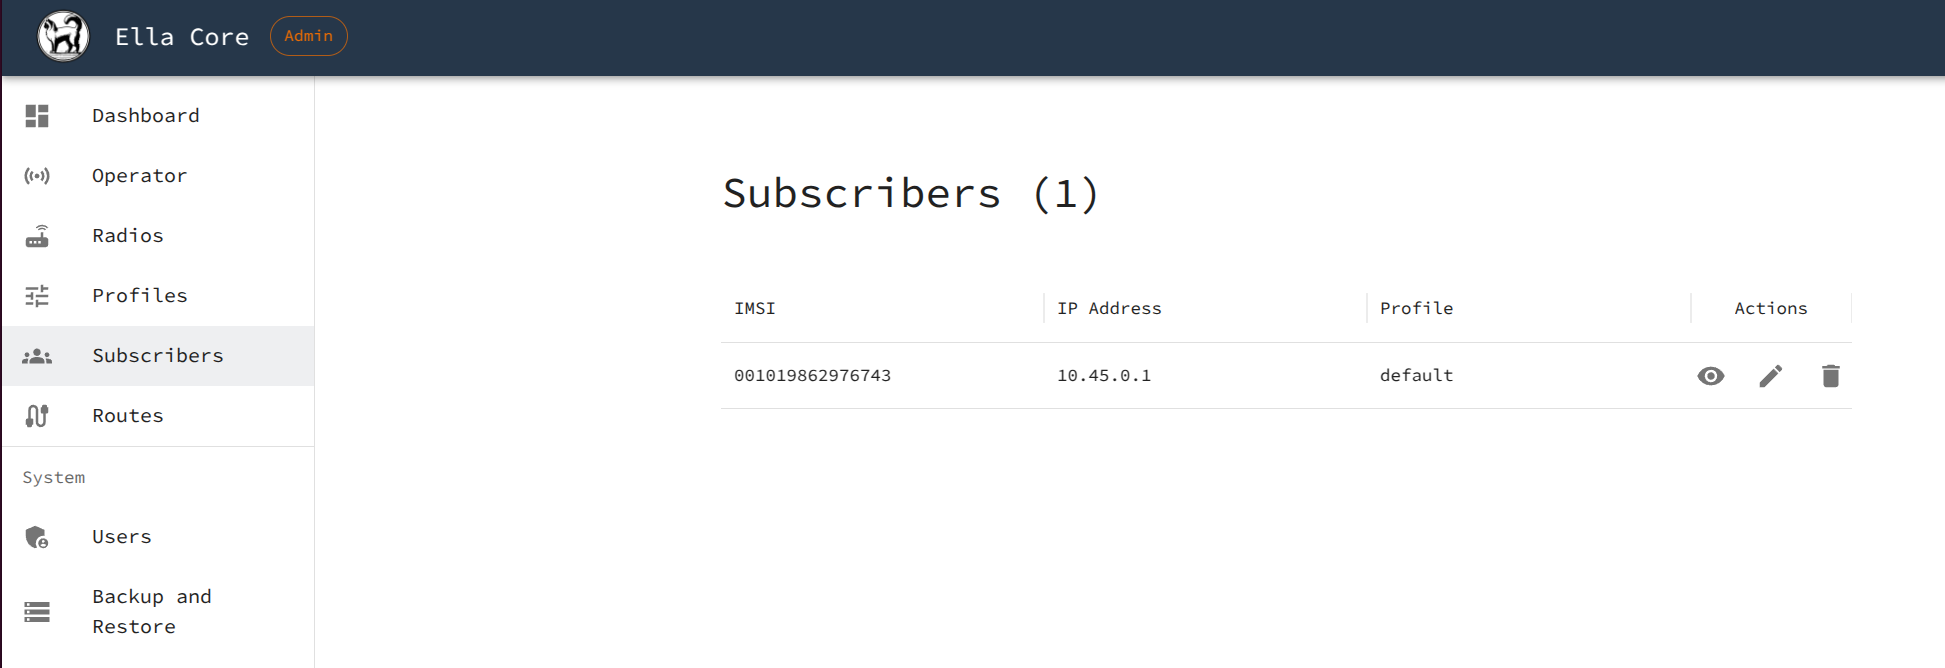 Ella Core
Admin
Dashboard
Operator
Radios
Profiles
Subscribers
Routes
System
Users
Backup and
Restore
Subscribers (1)
IMSI IP Address Profile Actions
001019862976743 10.45.0.1 default